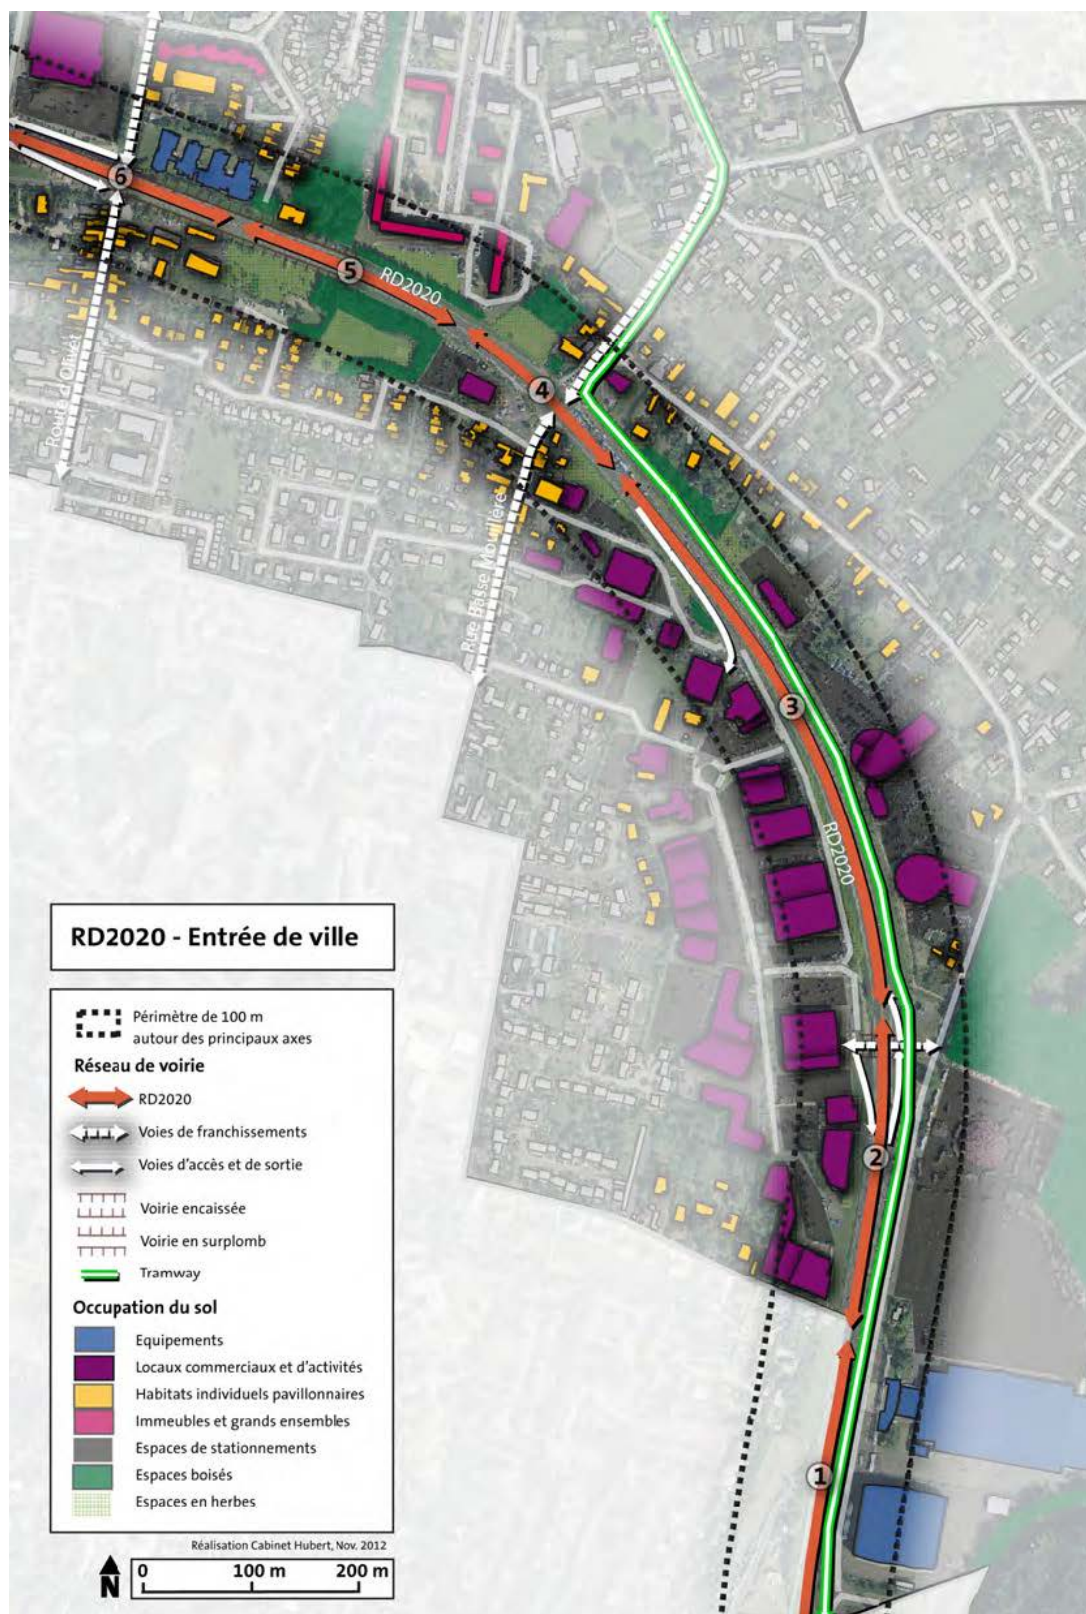 6
5
RD2020
4
Route d'Olivet
Rue Basse Mouillère
3
RD2020
2
1
RD2020 - Entrée de ville
Périmètre de 100 m
autour des principaux axes
Réseau de voirie
RD2020
Voies de franchissements
Voies d'accès et de sortie
Voirie encaissée
Voirie en surplomb
Tramway
Occupation du sol
Equipements
Locaux commerciaux et d'activités
Habitats individuels pavillonnaires
Immeubles et grands ensembles
Espaces de stationnements
Espaces boisés
Espaces en herbes
Réalisation Cabinet Hubert, Nov. 2012
N
0 100 m 200 m